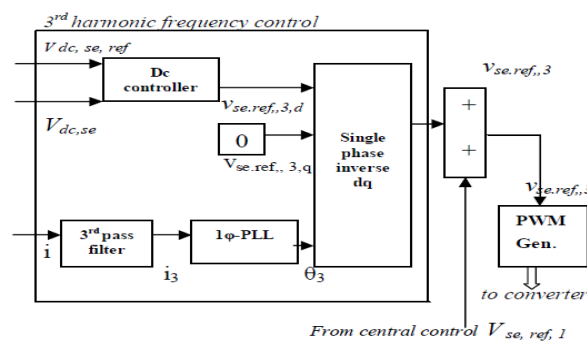 3rd harmonic frequency control
V dc, se, ref
Dc
controller
Vdc,se
vse.ref,,3,d
0
Vse.ref,, 3,q
Single
phase
inverse
dq
vse.ref,,3
+
+
i
3rd pass
filter
i3
1φ-PLL
θ3
PWM
Gen.
to converter
From central control V se, ref, 1